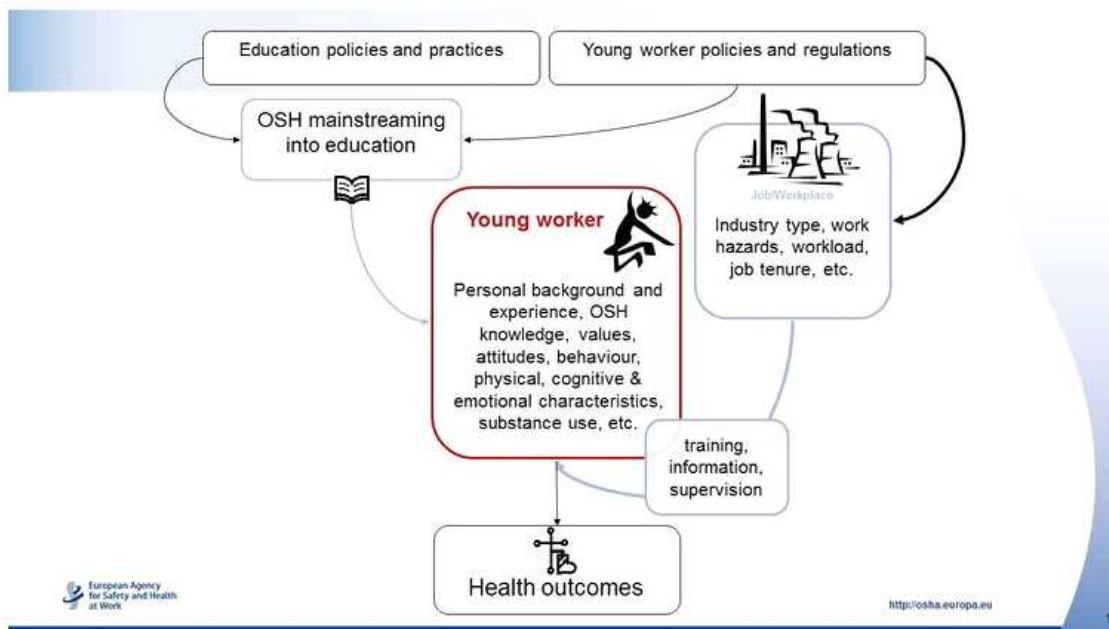 Education policies and practices
Young worker policies and regulations
OSH mainstreaming
into education
Job/Workplace
Industry type, work
hazards, workload,
job tenure, etc.
Young worker
Personal background and
experience, OSH
knowledge, values,
attitudes, behaviour,
physical, cognitive &
emotional characteristics,
substance use, etc.
training,
information,
supervision
Health outcomes
European Agency
for Safety and Health
at Work
http://osha.europa.eu